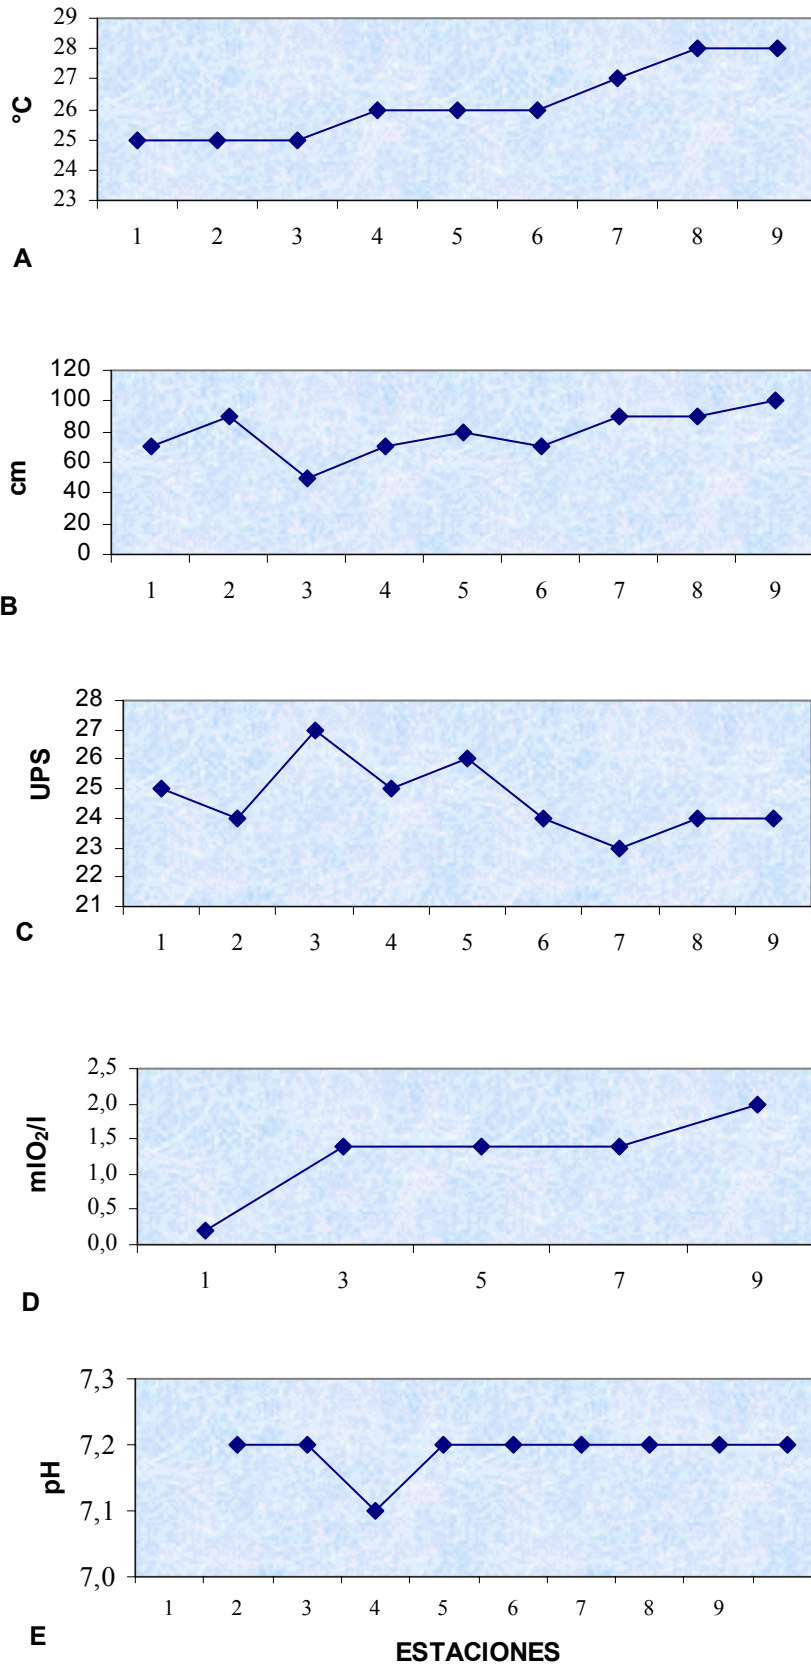 29
28
27
26
25
24
23
°C
1 2 3 4 5 6 7 8 9
A
120
100
80
60
40
20
0
cm
1 2 3 4 5 6 7 8 9
B
28
27
26
25
24
23
22
21
UPS
1 2 3 4 5 6 7 8 9
C
2,5
2,0
1,5
1,0
0,5
0,0
mlO₂/l
1 3 5 7 9
D
7,3
7,2
7,1
7,0
pH
1 2 3 4 5 6 7 8 9
E
ESTACIONES